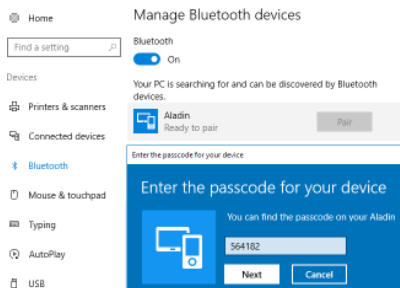 Home
Manage Bluetooth devices
Find a setting
Bluetooth
On
Devices
Your PC is searching for and can be discovered by Bluetooth
devices.
Printers & scanners
Aladin
Ready to pair
Pair
Connected devices
Bluetooth
Enter the passcode for your device
Enter the passcode for your device
Mouse & touchpad
You can find the passcode on your Aladin
Typing
564182
AutoPlay
Next
Cancel
USB